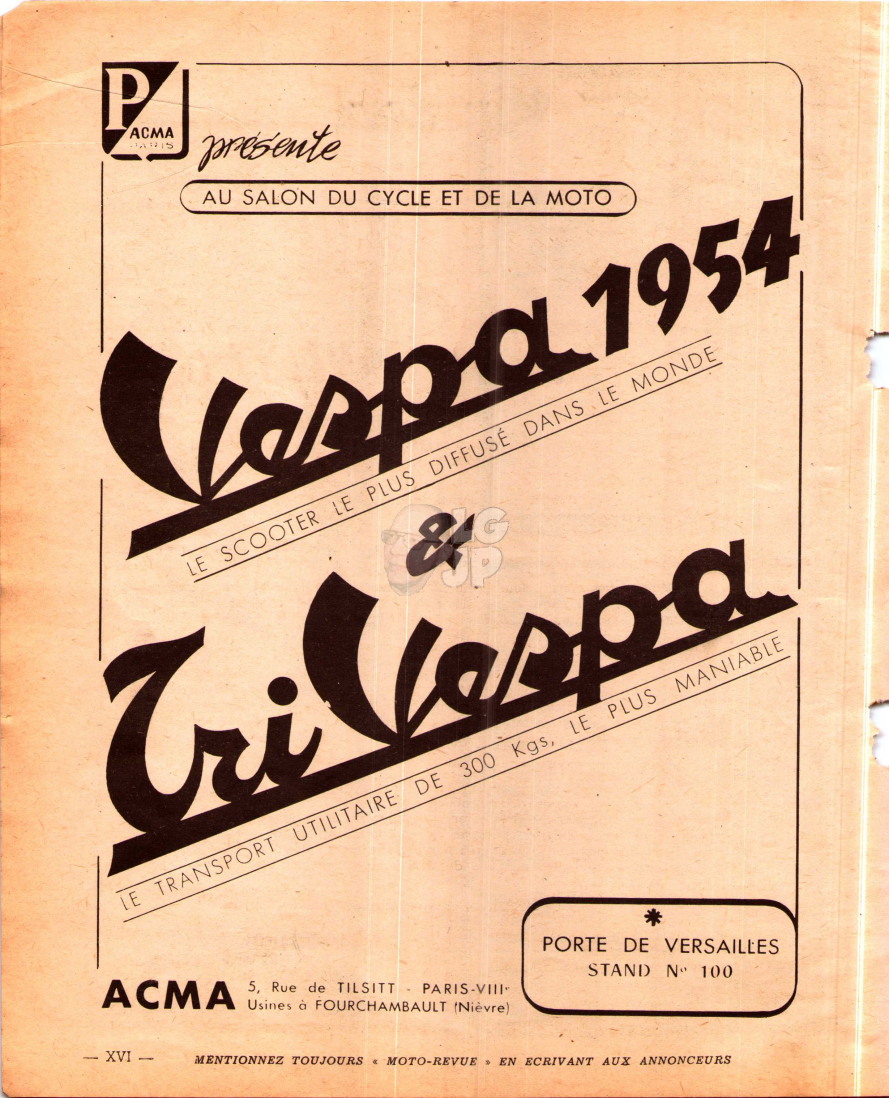 P
ACMA
PARIS
présente
AU SALON DU CYCLE ET DE LA MOTO
Vespa 1954
LE SCOOTER LE PLUS DIFFUSÉ DANS LE MONDE
&
LG
JP
TriVespa
LE TRANSPORT UTILITAIRE DE 300 Kgs, LE PLUS MANIABLE
*
PORTE DE VERSAILLES
STAND No 100
ACMA
5, Rue de TILSITT - PARIS-VIIIe
Usines à FOURCHAMBAULT (Nièvre)
— XVI — MENTIONNEZ TOUJOURS « MOTO-REVUE » EN ECRIVANT AUX ANNONCEURS